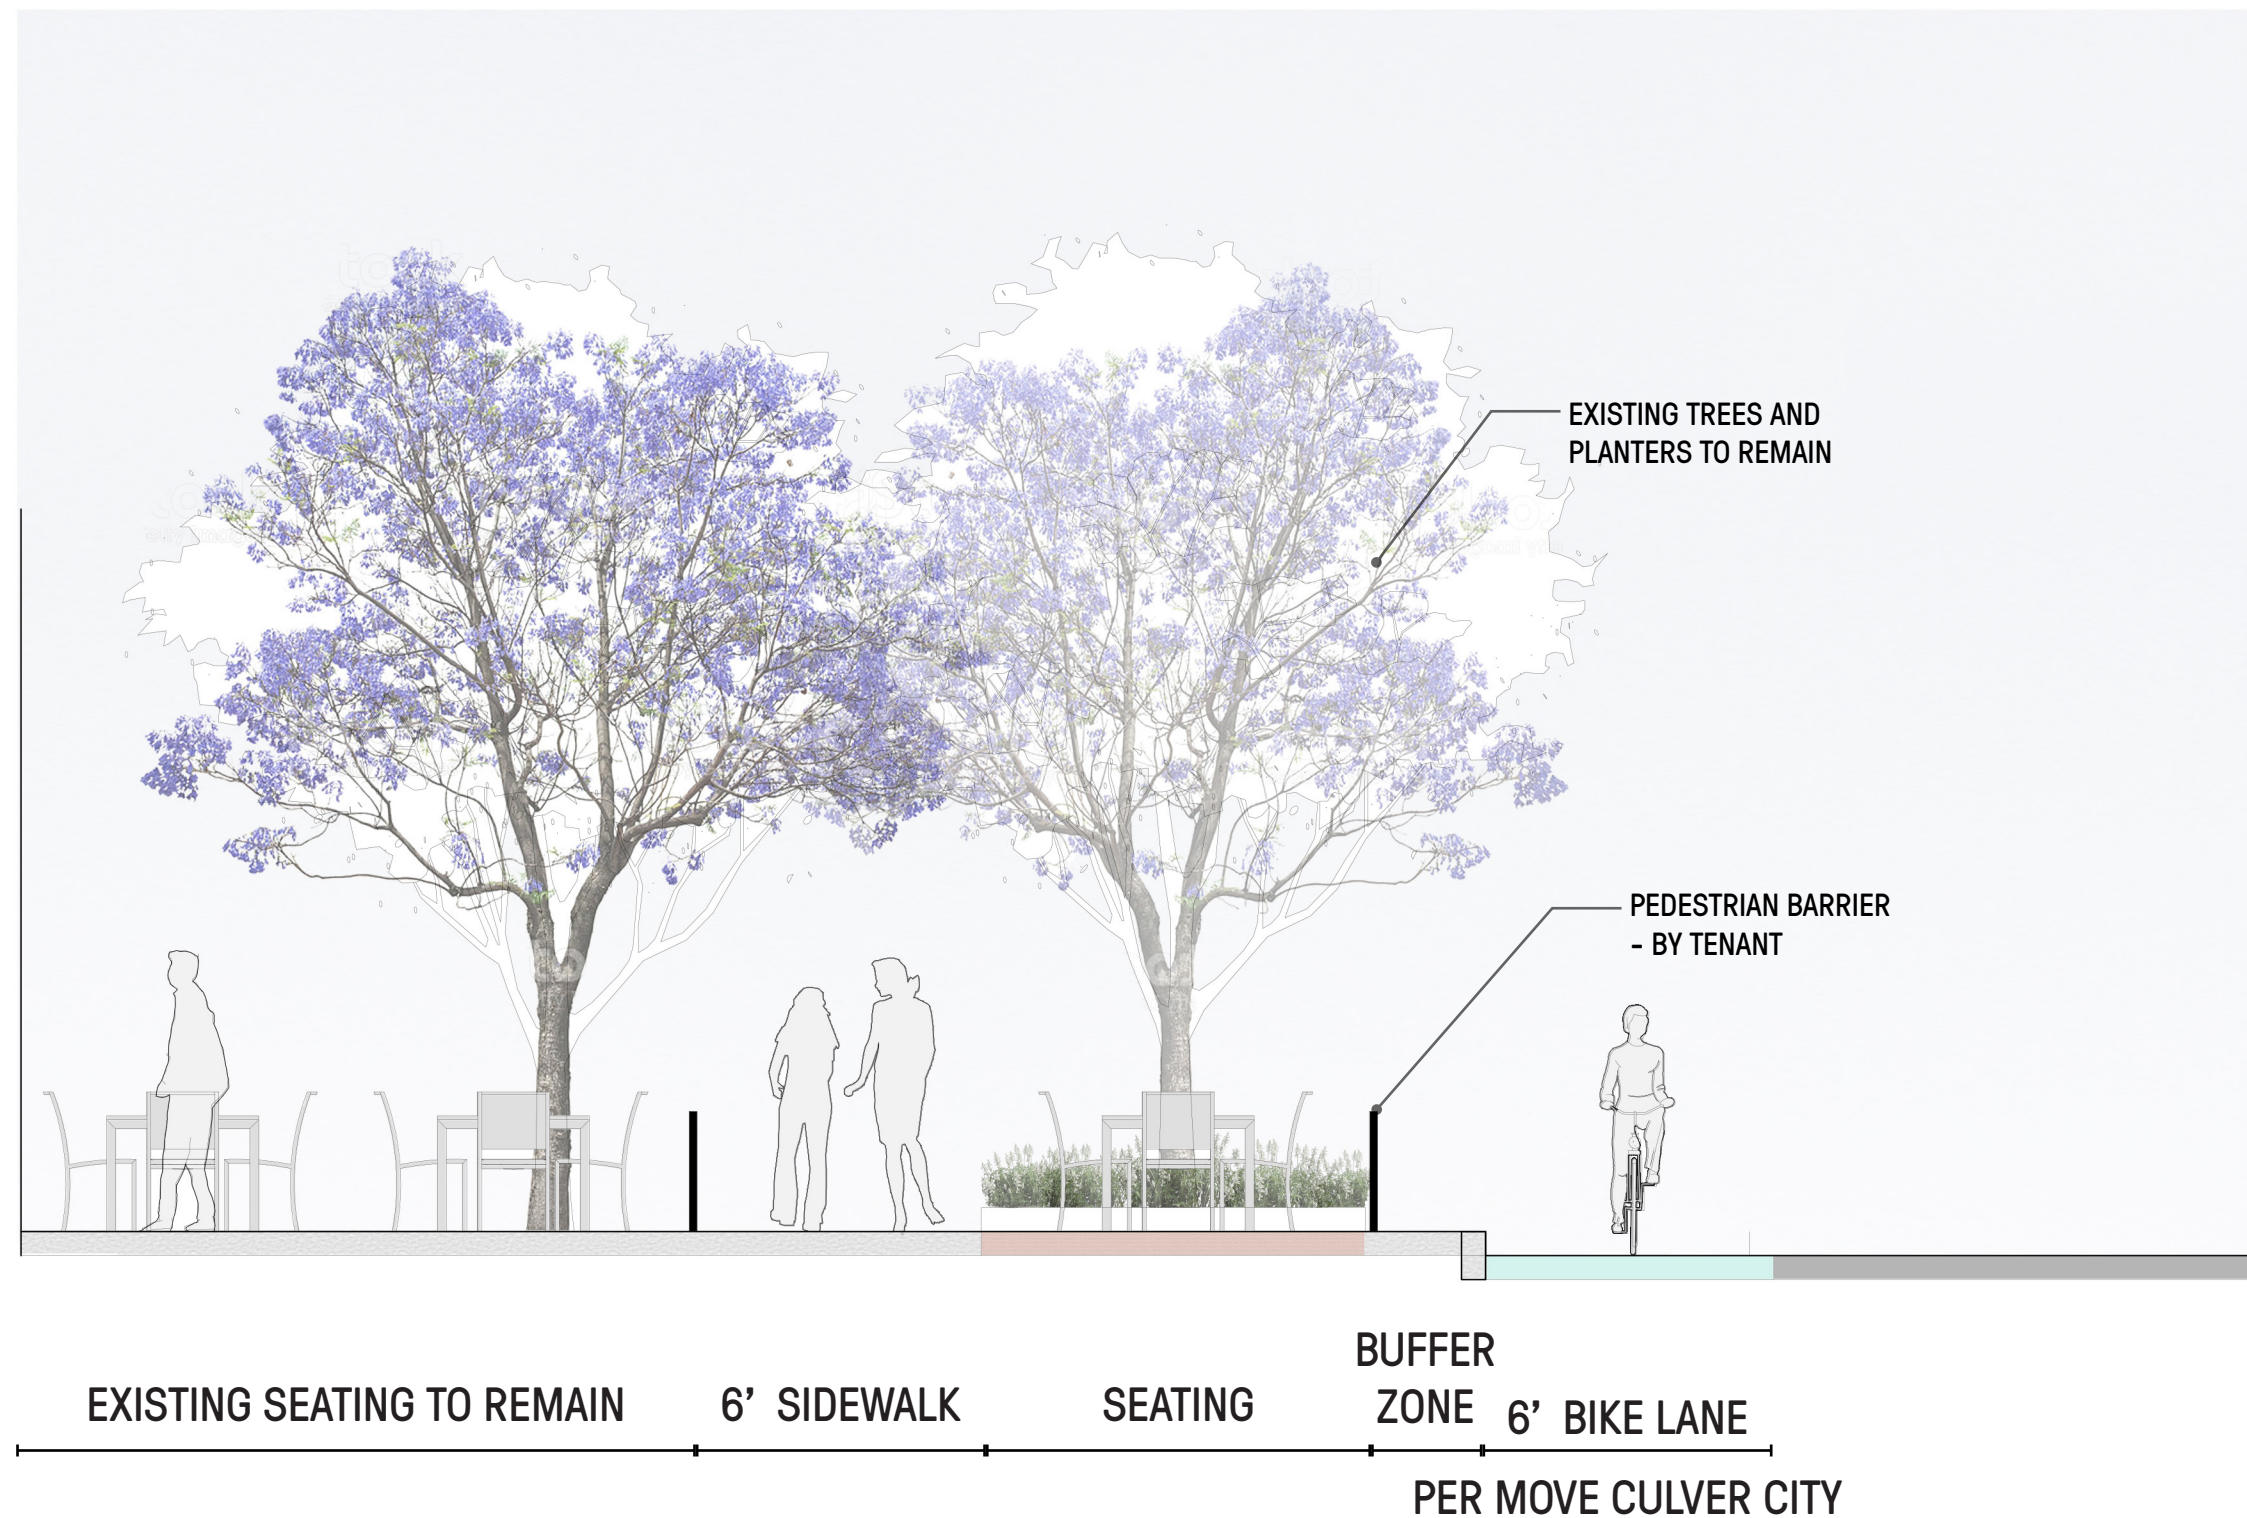 EXISTING TREES AND
PLANTERS TO REMAIN
PEDESTRIAN BARRIER
- BY TENANT
BUFFER
ZONE
EXISTING SEATING TO REMAIN
6’ SIDEWALK
SEATING
6’ BIKE LANE
PER MOVE CULVER CITY